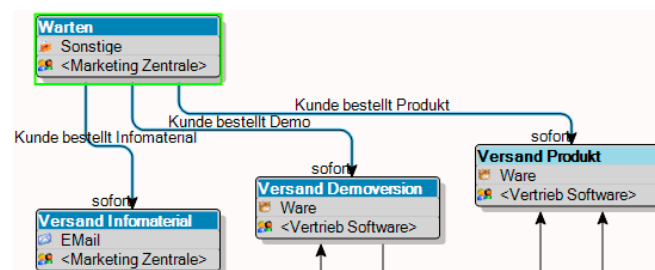 Warten
Sonstige
<Marketing Zentrale>
Kunde bestellt Produkt
Kunde bestellt Demo
Kunde bestellt Infomaterial
sofort
Versand Produkt
Ware
<Vertrieb Software>
sofort
Versand Demoversion
Ware
<Vertrieb Software>
sofort
Versand Infomaterial
EMail
<Marketing Zentrale>